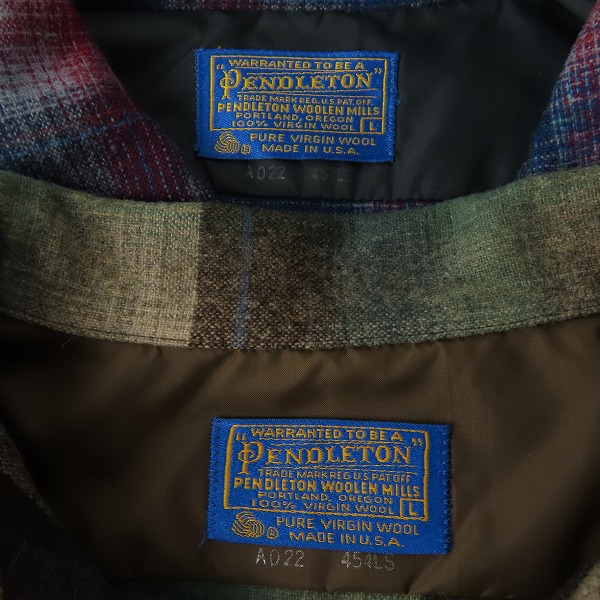 WARRANTED TO BE A
"PENDLETON"
TRADE MARK REG. U.S. PAT. OFF.
PENDLETON WOOLEN MILLS
PORTLAND, OREGON
100% VIRGIN WOOL L
PURE VIRGIN WOOL
MADE IN U.S.A.
A022
WARRANTED TO BE A
"PENDLETON"
TRADE MARK REG U.S PAT OFF
PENDLETON WOOLEN MILLS
PORTLAND, OREGON
100% VIRGIN WOOL L
R PURE VIRGIN WOOL
MADE IN U.S.A.
A022 454LS